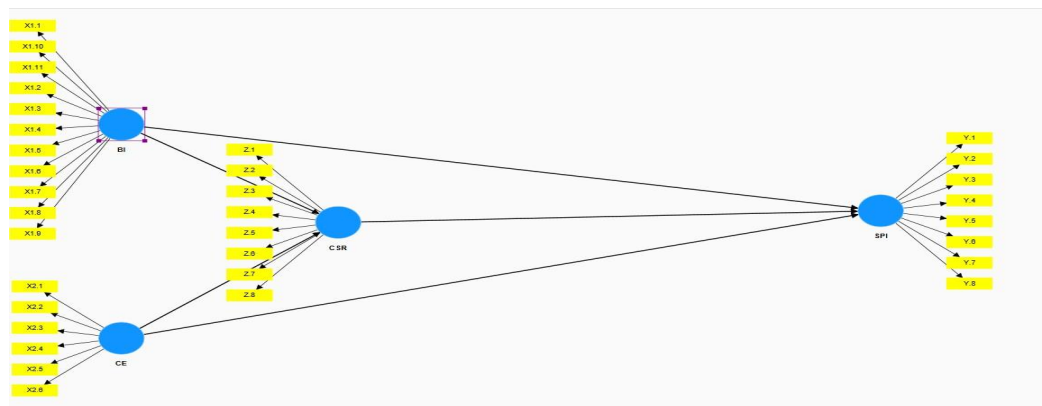 X1.1
X1.10
X1.11
X1.2
X1.3
X1.4
X1.5
X1.6
X1.7
X1.8
X1.9
BI
Z.1
Z.2
Z.3
Z.4
Z.5
Z.6
Z.7
Z.8
CSR
X2.1
X2.2
X2.3
X2.4
X2.5
X2.6
CE
Y.1
Y.2
Y.3
Y.4
Y.5
Y.6
Y.7
Y.8
SPI